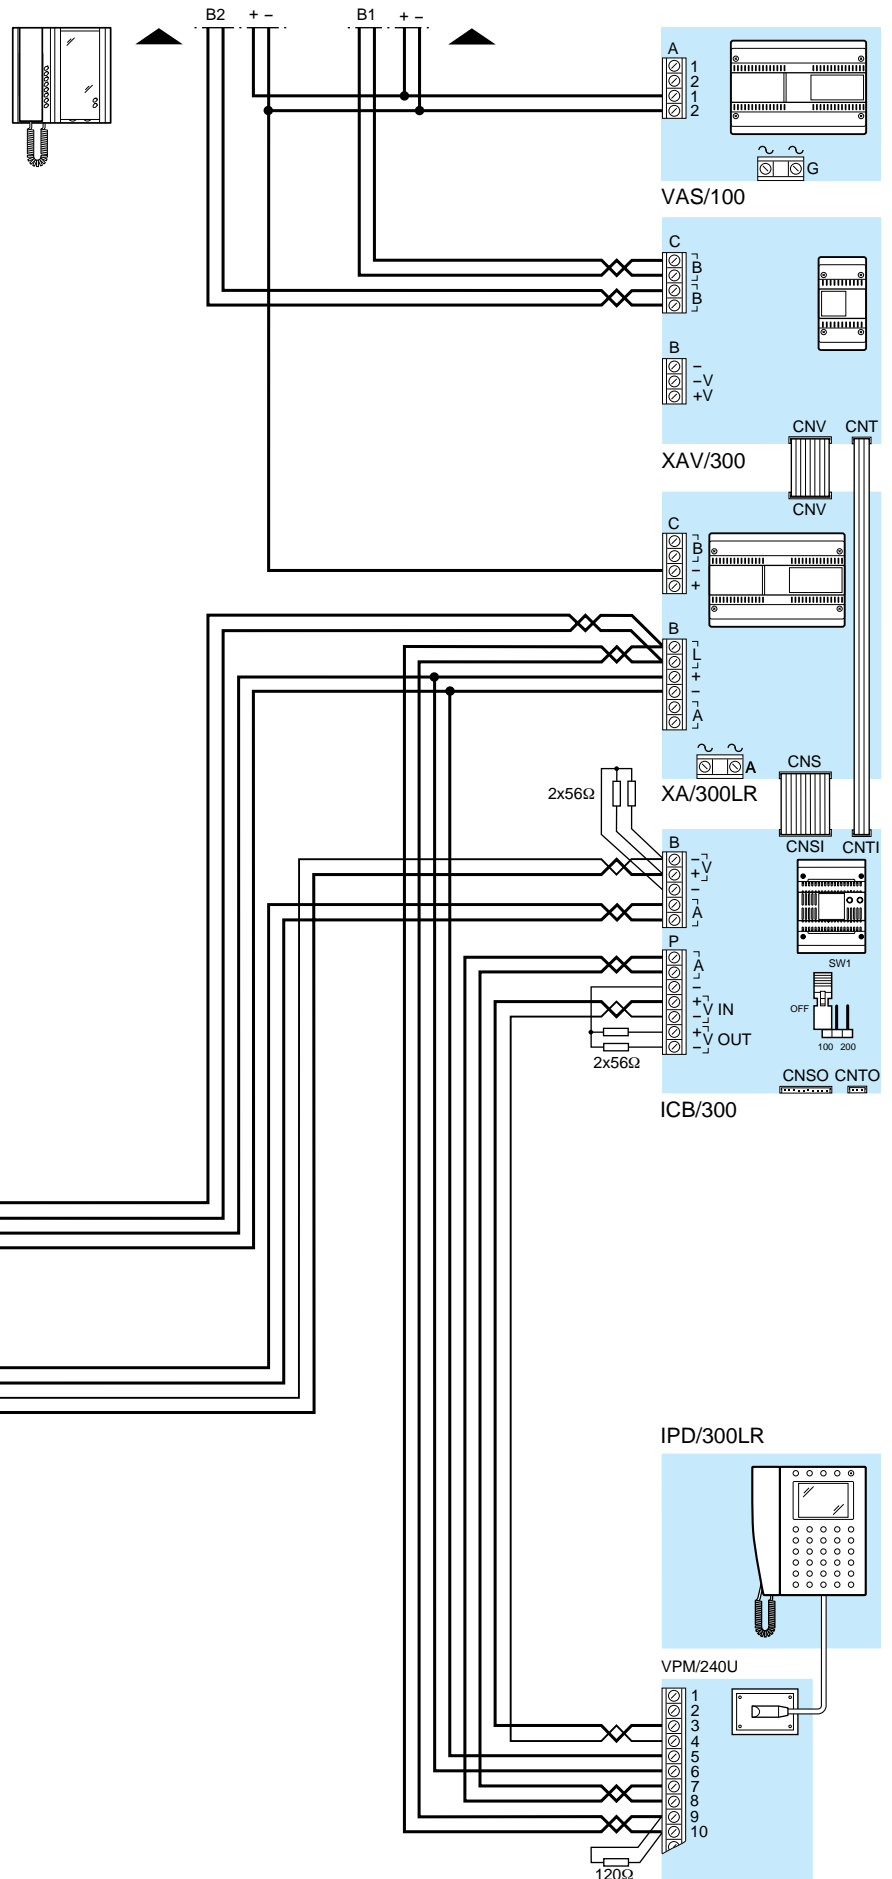 B2 + − B1 + −
A
1
2
1
2
G
VAS/100
C
B
B
B
−
−V
+V
CNV CNT
XAV/300
CNV
C
B
−
+
B
L
+
−
A
A
CNS
XA/300LR
2x56Ω
CNSI CNTI
B
−
V
+
−
A
SW1
P
A
−
+
V IN
−
+
V OUT
−
2x56Ω
OFF
100 200
CNSO CNTO
ICB/300
IPD/300LR
VPM/240U
1
2
3
4
5
6
7
8
9
10
120Ω